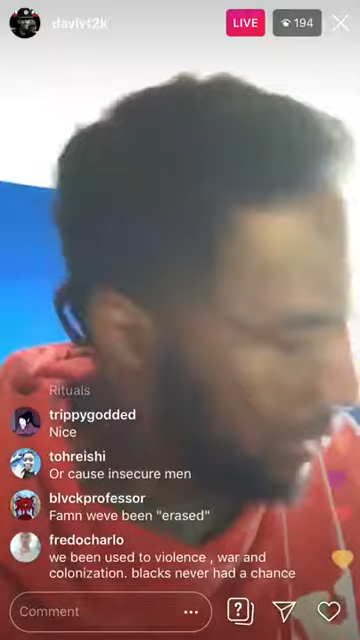 daviyt2k
LIVE
194
Rituals
trippygodded
Nice
tohreishi
Or cause insecure men
blvckprofessor
Famn weve been "erased"
fredocharlo
we been used to violence , war and
colonization. blacks never had a chance
Comment